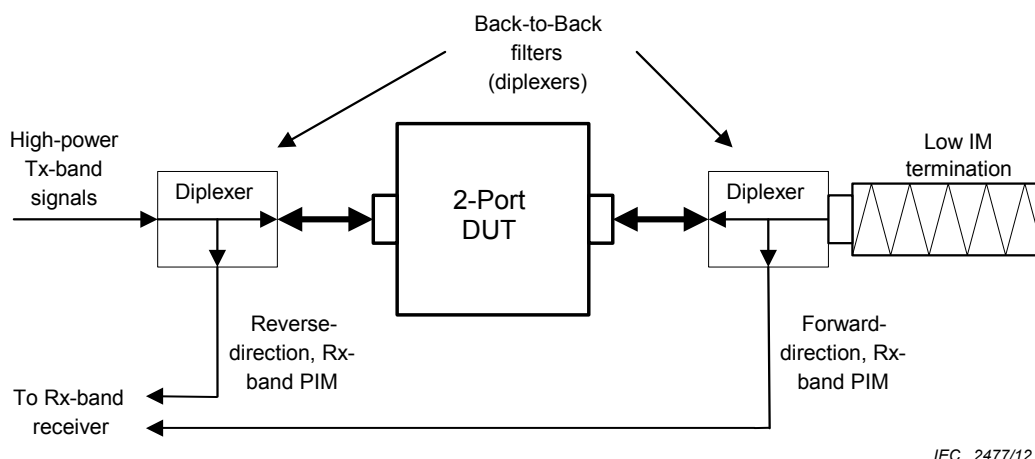 Back-to-Back
filters
(diplexers)
High-power
Tx-band
signals
Low IM
termination
Diplexer
2-Port
DUT
Diplexer
Reverse-
direction, Rx-
band PIM
Forward-
direction, Rx-
band PIM
To Rx-band
receiver
IEC 2477/12